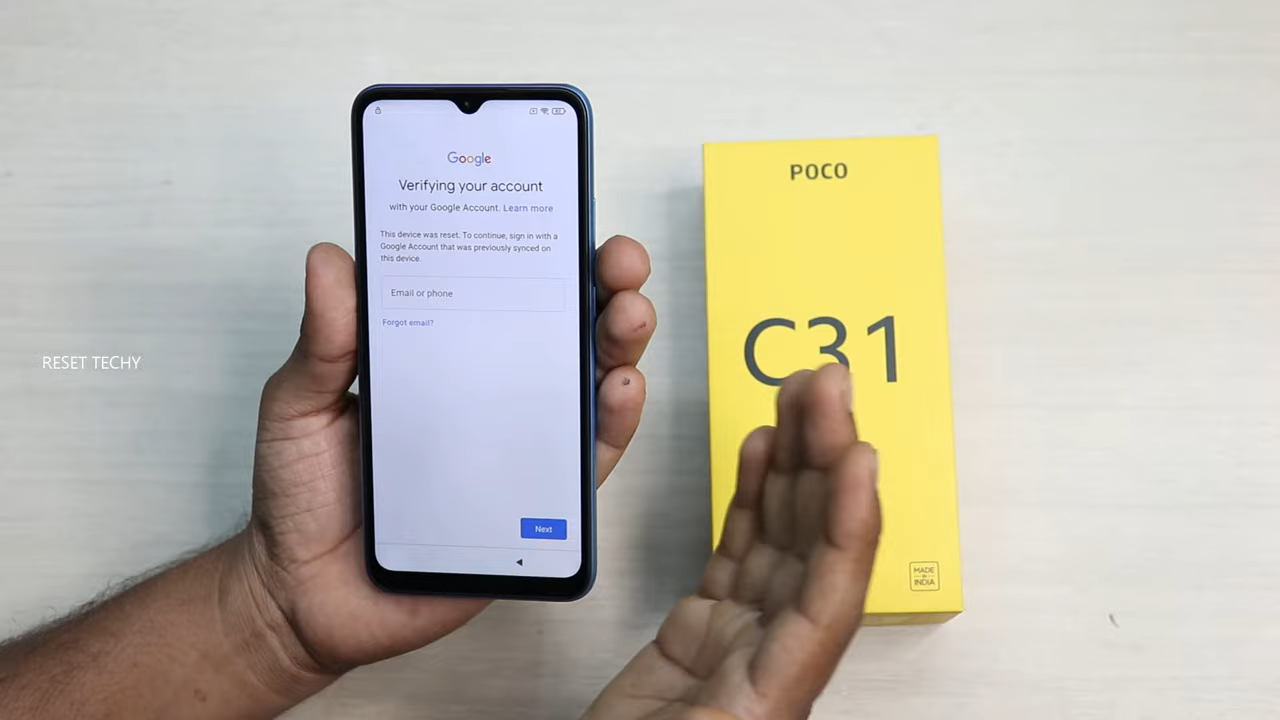 Google
Verifying your account
with your Google Account. Learn more
This device was reset. To continue, sign in with a
Google Account that was previously synced on
this device.
Email or phone
Forgot email?
Next
RESET TECHY
POCO
C31
MADE
IN
INDIA